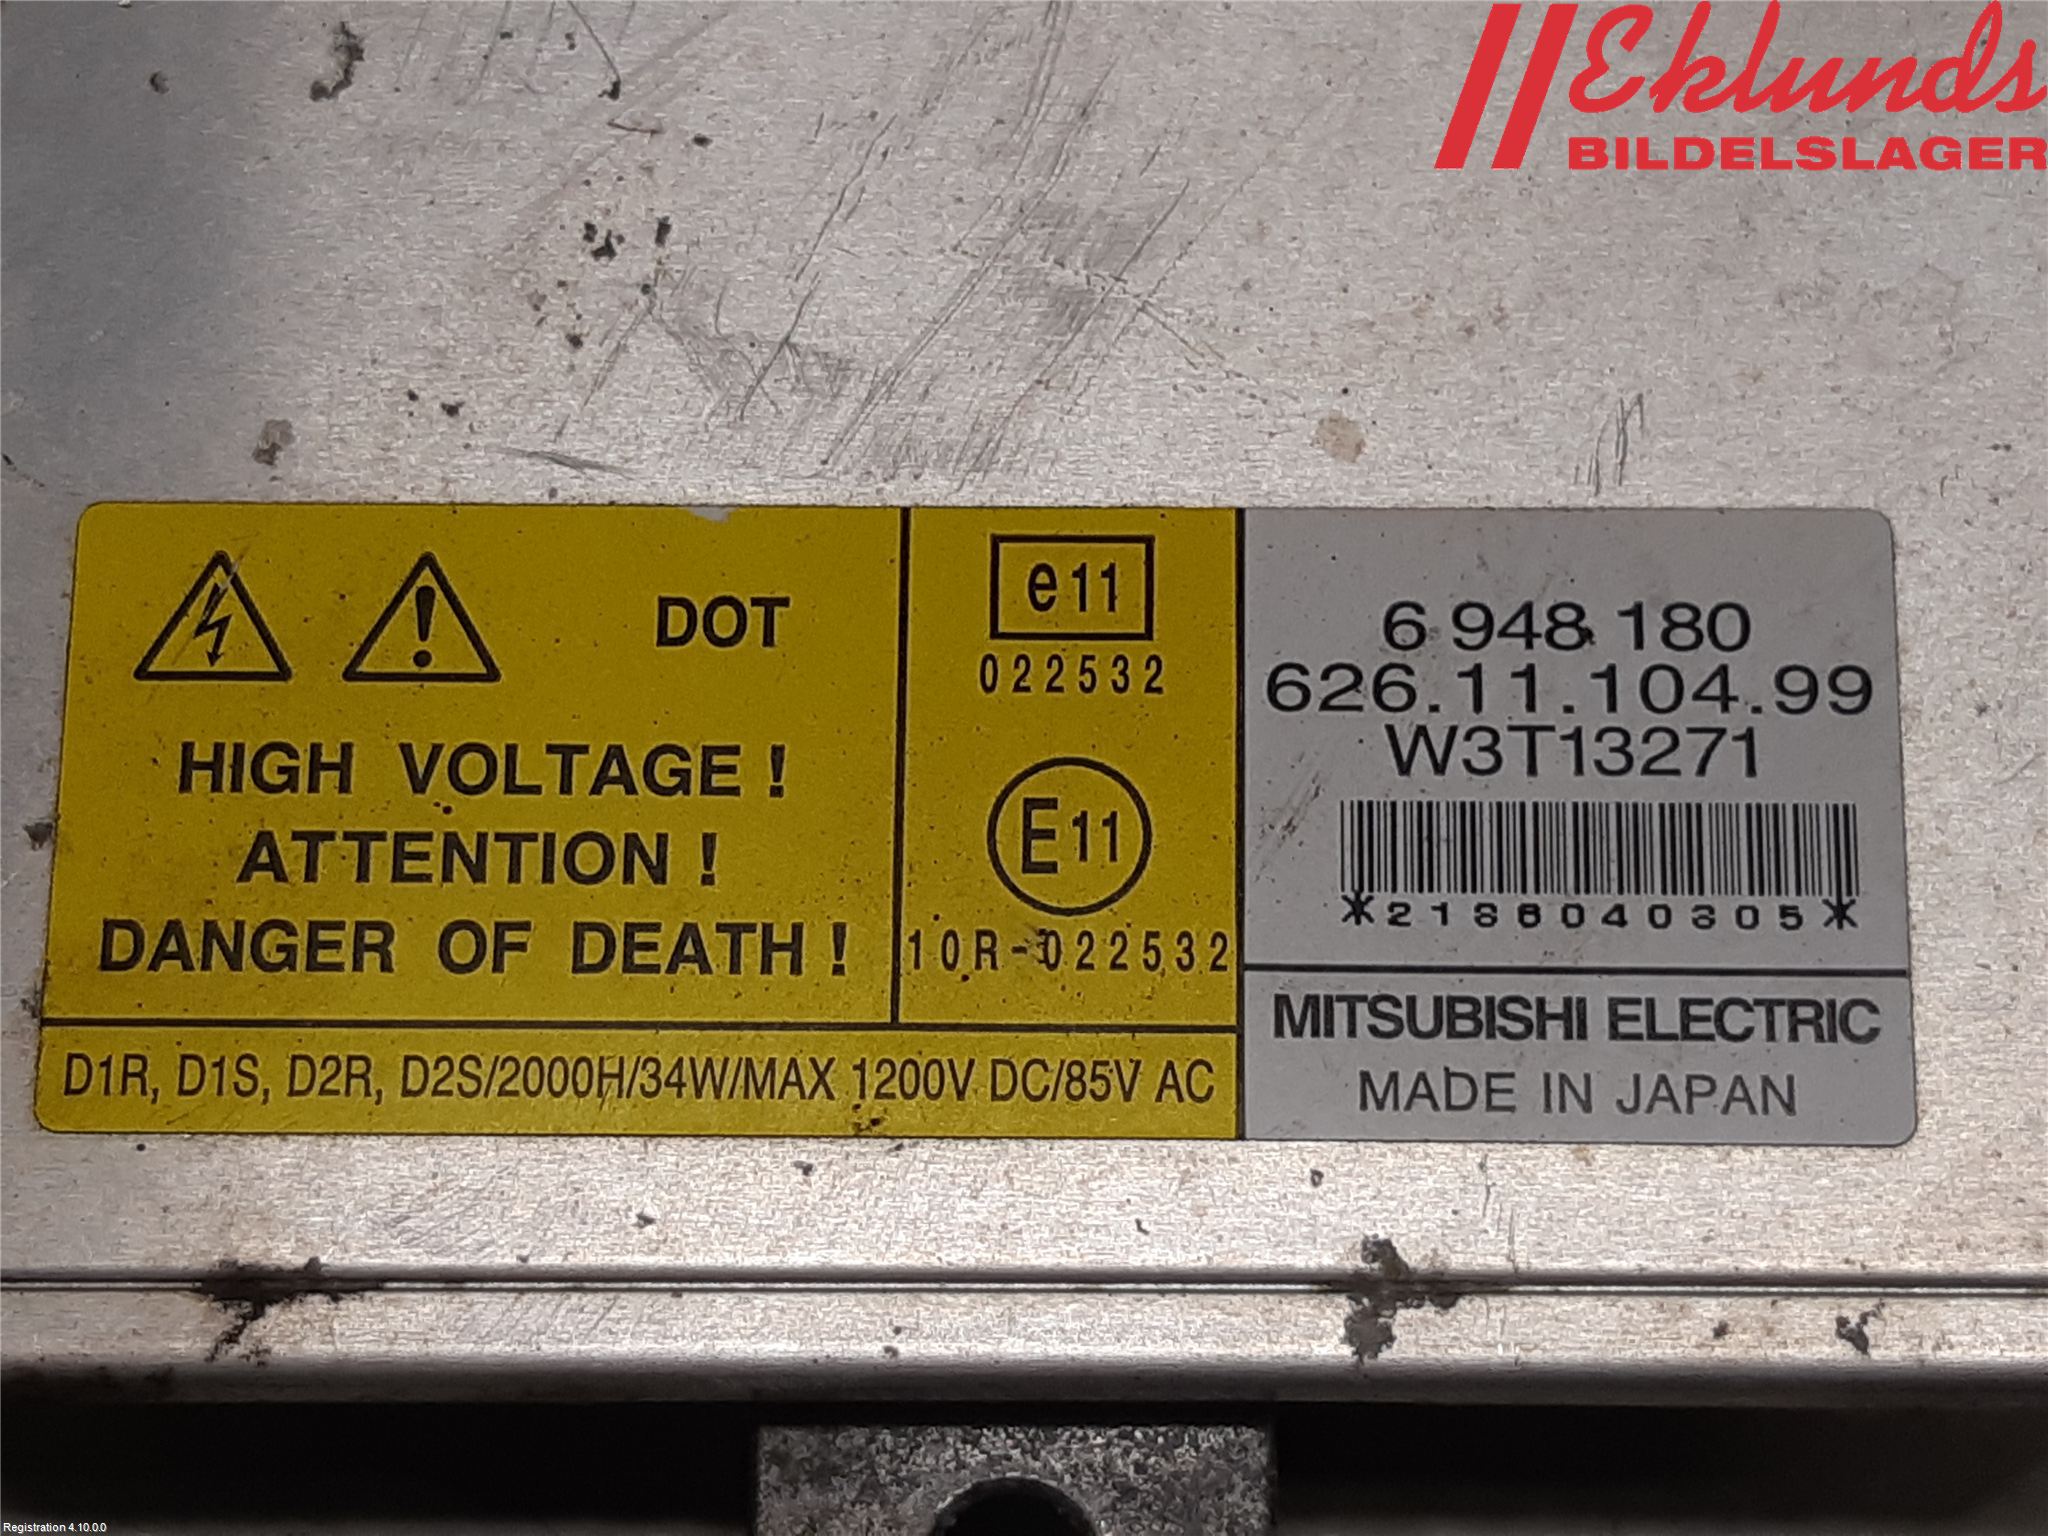 Eklunds
BILDELSLAGER
DOT
HIGH VOLTAGE !
ATTENTION !
DANGER OF DEATH !
e11
022532
E11
10R-022532
D1R, D1S, D2R, D2S/2000H/34W/MAX 1200V DC/85V AC
6 948 180
626.11.104.99
W3T13271
MITSUBISHI ELECTRIC
MADE IN JAPAN
Registration 4.10.0.0